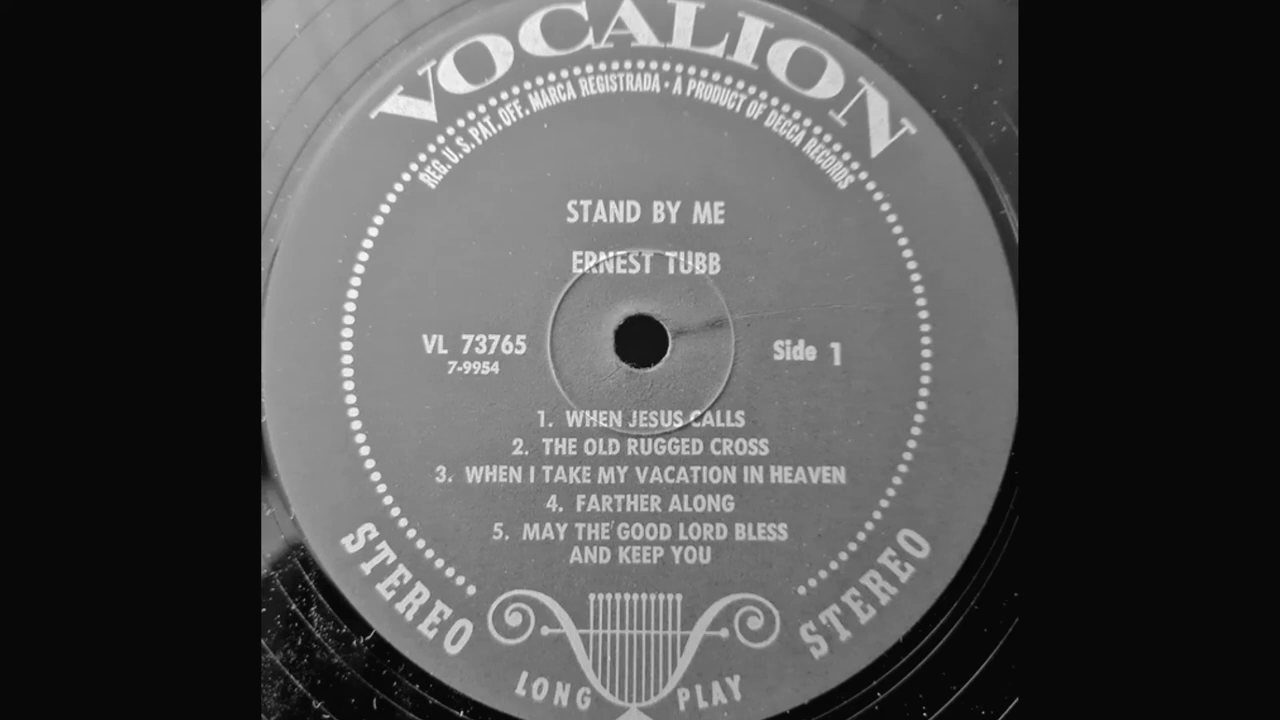 VOCALION
REG. U.S. PAT. OFF. MARCA REGISTRADA • A PRODUCT OF DECCA RECORDS
STAND BY ME
ERNEST TUBB
VL 73765
7-9954
Side 1
1. WHEN JESUS CALLS
2. THE OLD RUGGED CROSS
3. WHEN I TAKE MY VACATION IN HEAVEN
4. FARTHER ALONG
5. MAY THE GOOD LORD BLESS
AND KEEP YOU
STEREO
STEREO
LONG PLAY